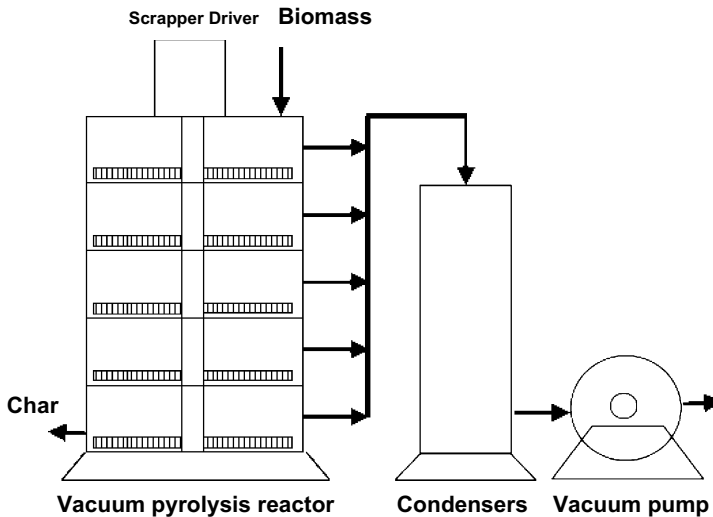 Scrapper Driver
Biomass
Char
Vacuum pyrolysis reactor
Condensers
Vacuum pump